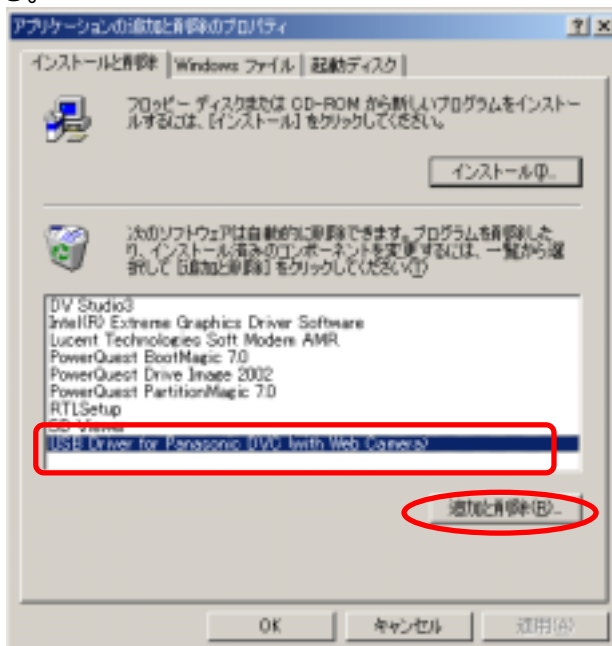 る。
アプリケーションの追加と削除のプロパティ
インストールと削除 Windows ファイル 起動ディスク
フロッピー ディスクまたは CD-ROM から新しいプログラムをインストー
ルするには、[インストール] をクリックしてください。
インストール(I)...
次のソフトウェアは自動的に削除できます。プログラムを削除した
り、インストール済みのコンポーネントを変更するには、一覧から選
択して [追加と削除] をクリックしてください(T)
DV Studio3
Intel(R) Extreme Graphics Driver Software
Lucent Technologies Soft Modem AMR
PowerQuest BootMagic 7.0
PowerQuest Drive Image 2002
PowerQuest PartitionMagic 7.0
RTLSetup
SD Viewer
USB Driver for Panasonic DVC (with Web Camera)
追加と削除(R)...
OK キャンセル 適用(A)